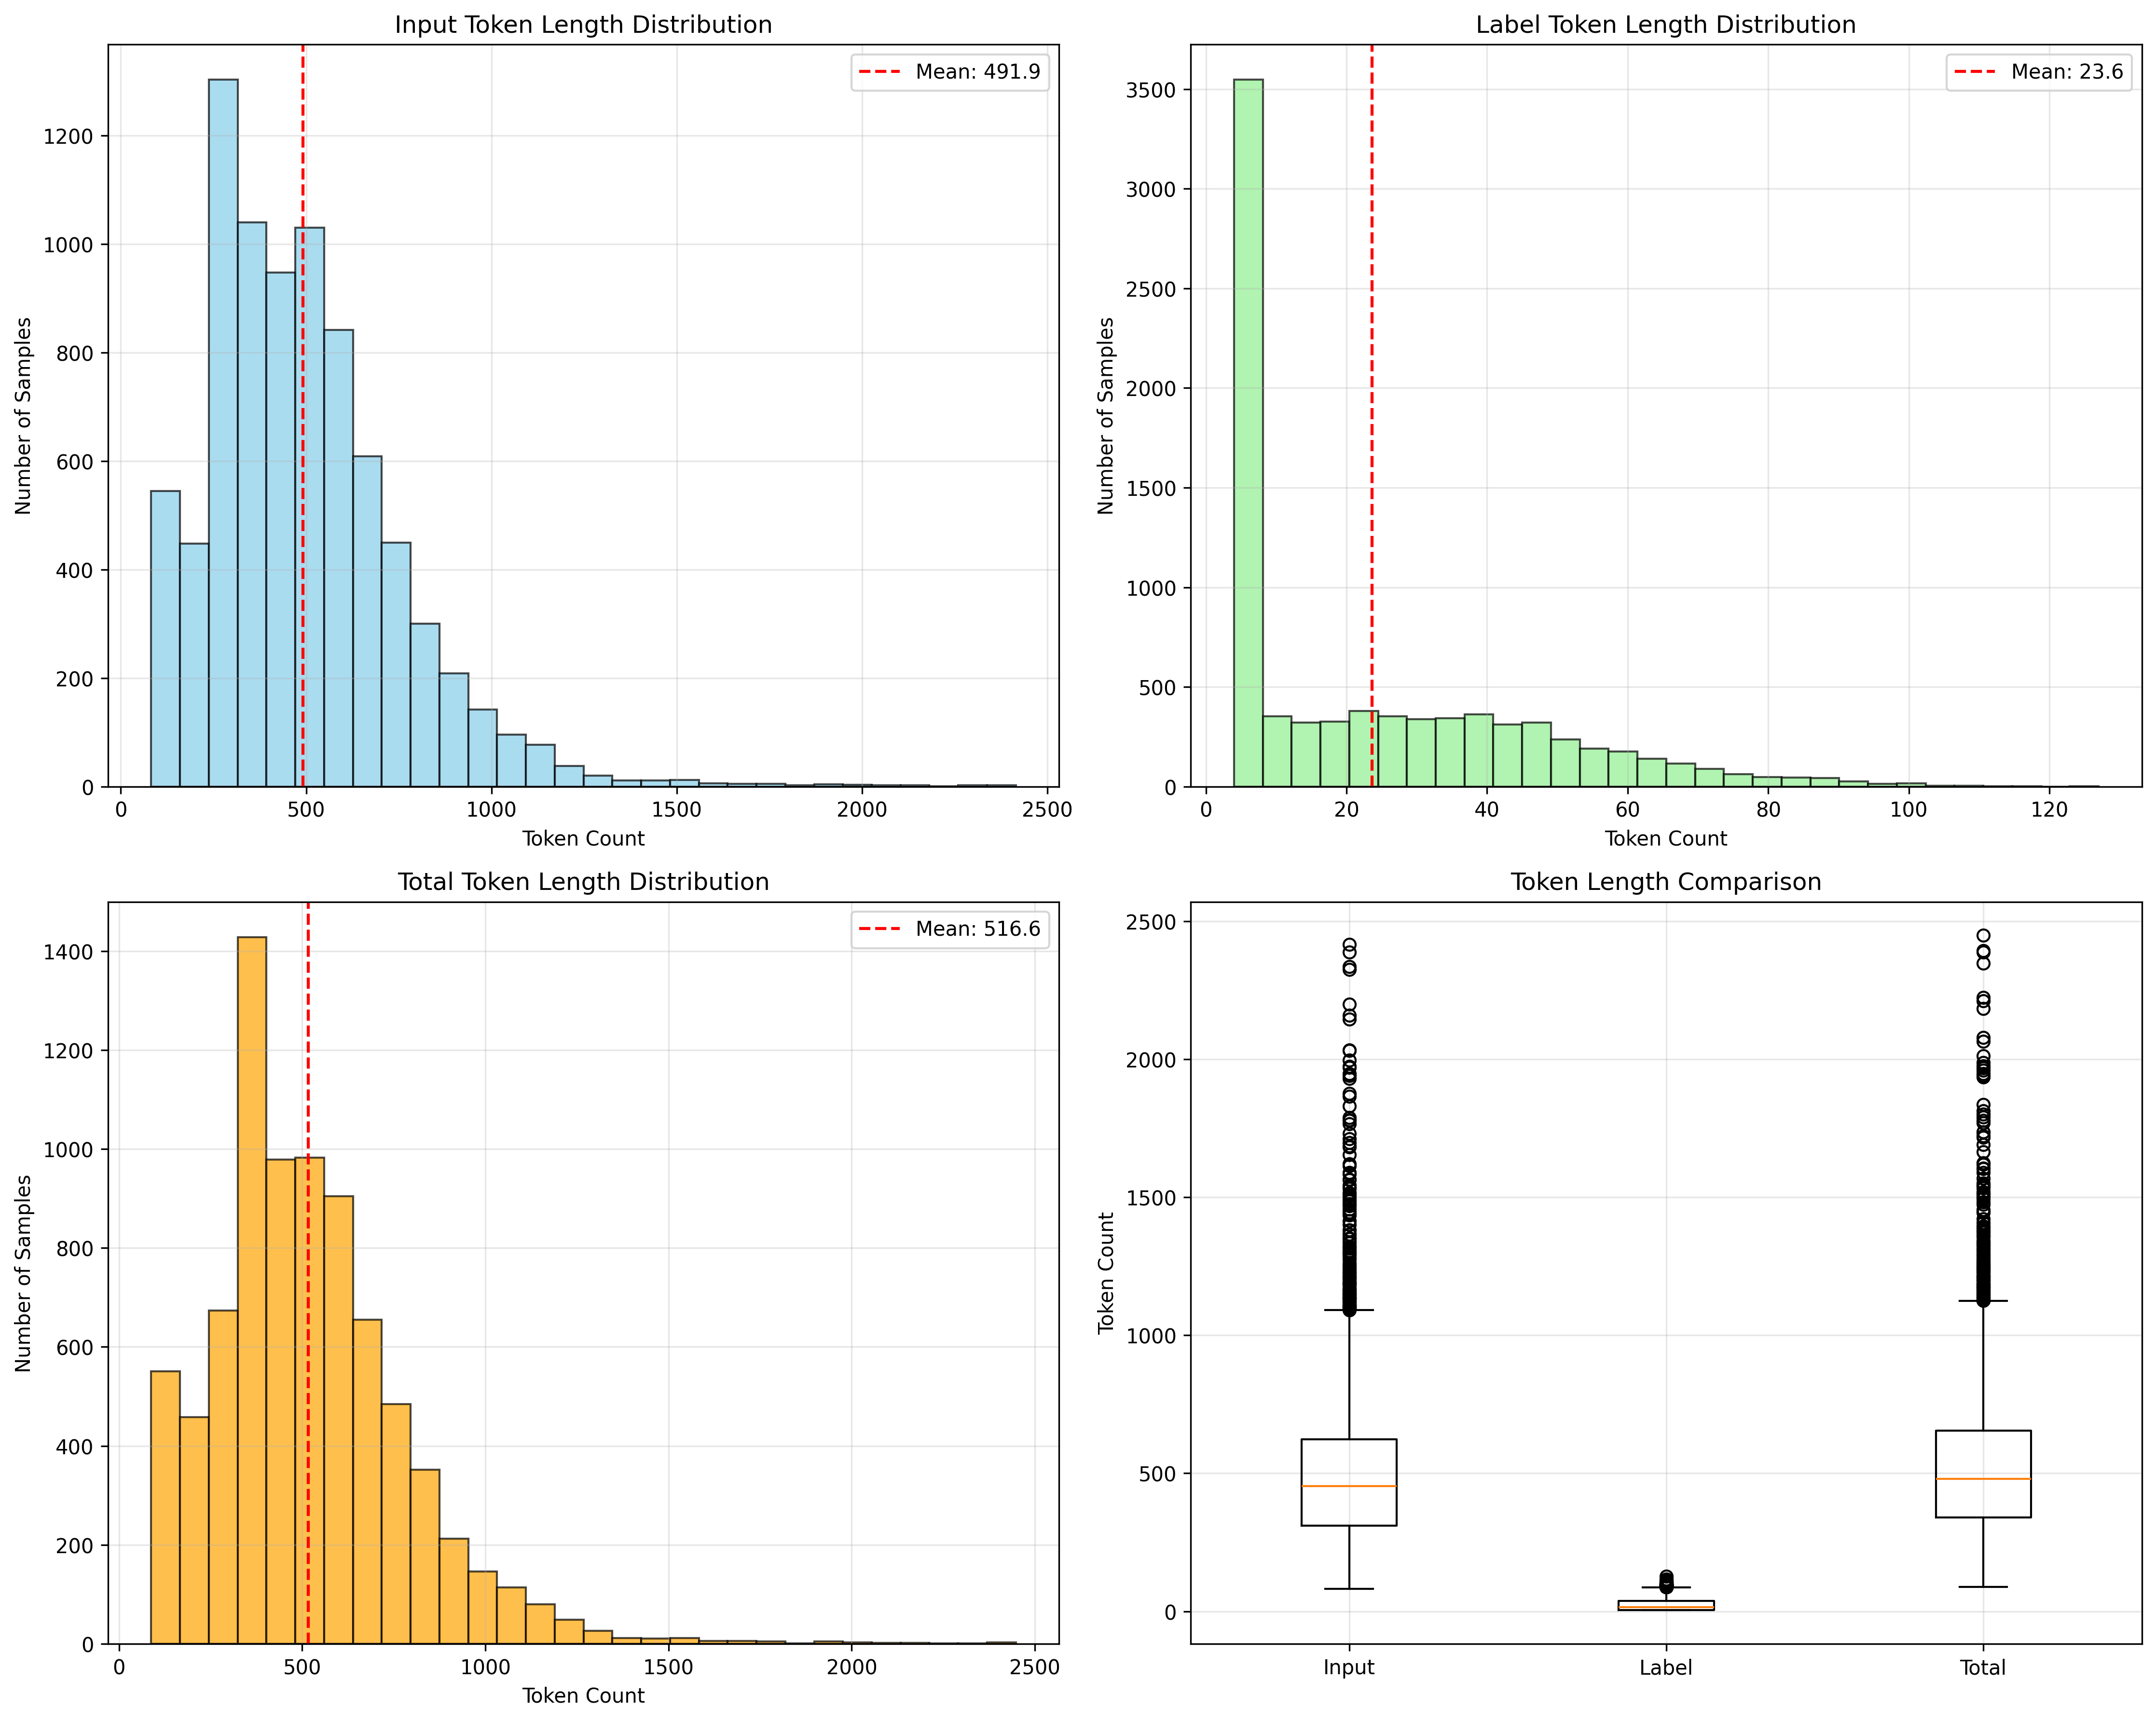 Input Token Length Distribution
Mean: 491.9
Number of Samples
1200
1000
800
600
400
200
0
0 500 1000 1500 2000 2500
Token Count
Label Token Length Distribution
Mean: 23.6
Number of Samples
3500
3000
2500
2000
1500
1000
500
0
0 20 40 60 80 100 120
Token Count
Total Token Length Distribution
Mean: 516.6
Number of Samples
1400
1200
1000
800
600
400
200
0
0 500 1000 1500 2000 2500
Token Count
Token Length Comparison
Token Count
2500
2000
1500
1000
500
0
Input Label Total